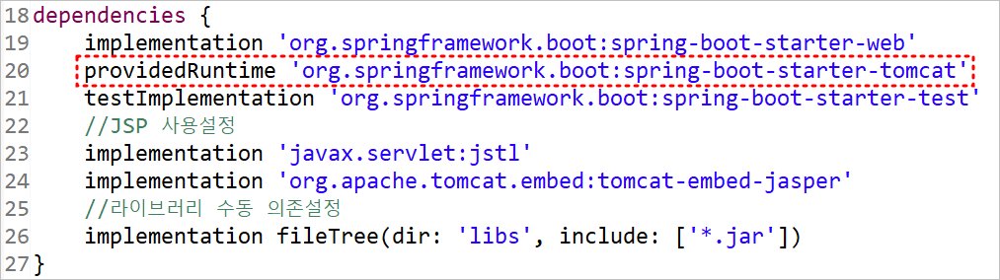 18 dependencies {
19     implementation 'org.springframework.boot:spring-boot-starter-web'
20     providedRuntime 'org.springframework.boot:spring-boot-starter-tomcat'
21     testImplementation 'org.springframework.boot:spring-boot-starter-test'
22     //JSP 사용설정
23     implementation 'javax.servlet:jstl'
24     implementation 'org.apache.tomcat.embed:tomcat-embed-jasper'
25     //라이브러리 수동 의존설정
26     implementation fileTree(dir: 'libs', include: ['*.jar'])
27 }